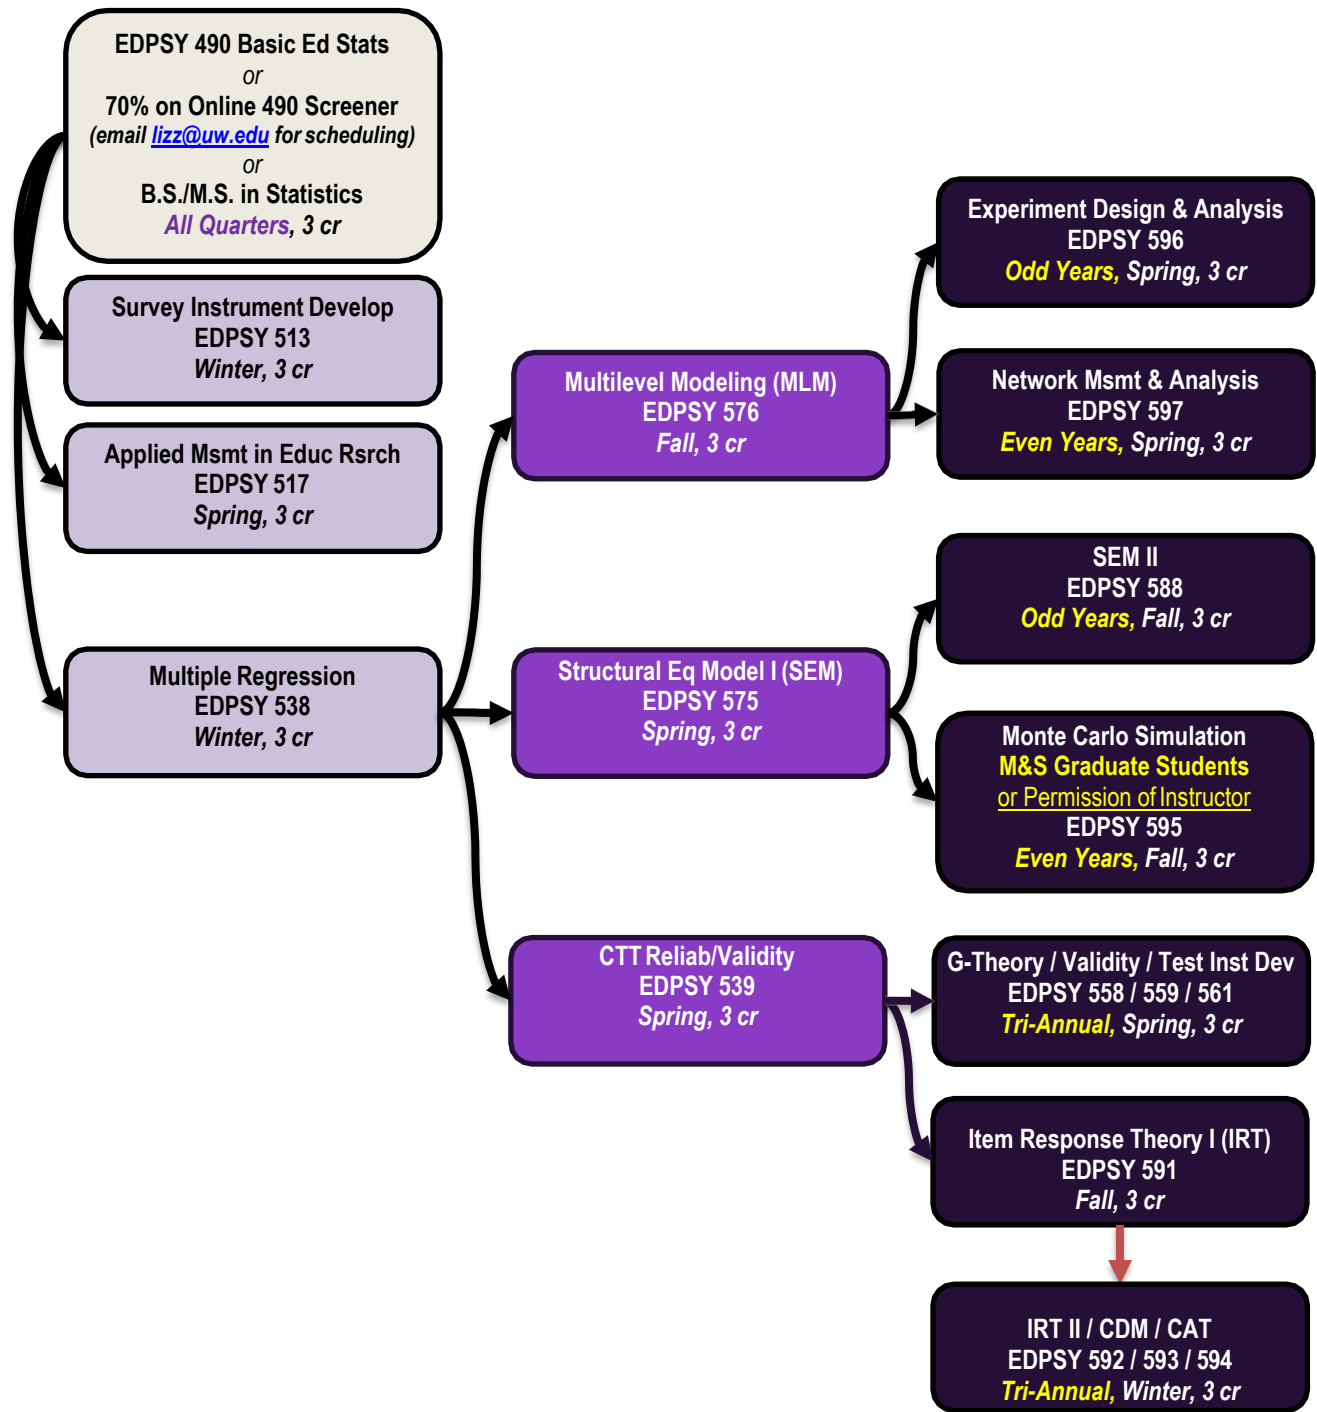 EDPSY 490 Basic Ed Stats
or
70% on Online 490 Screener
(email lizz@uw.edu for scheduling)
or
B.S./M.S. in Statistics
All Quarters, 3 cr
Survey Instrument Develop
EDPSY 513
Winter, 3 cr
Applied Msmt in Educ Rsrch
EDPSY 517
Spring, 3 cr
Multiple Regression
EDPSY 538
Winter, 3 cr
Multilevel Modeling (MLM)
EDPSY 576
Fall, 3 cr
Structural Eq Model I (SEM)
EDPSY 575
Spring, 3 cr
CTT Reliab/Validity
EDPSY 539
Spring, 3 cr
Experiment Design & Analysis
EDPSY 596
Odd Years, Spring, 3 cr
Network Msmt & Analysis
EDPSY 597
Even Years, Spring, 3 cr
SEM II
EDPSY 588
Odd Years, Fall, 3 cr
Monte Carlo Simulation
M&S Graduate Students
or Permission of Instructor
EDPSY 595
Even Years, Fall, 3 cr
G-Theory / Validity / Test Inst Dev
EDPSY 558 / 559 / 561
Tri-Annual, Spring, 3 cr
Item Response Theory I (IRT)
EDPSY 591
Fall, 3 cr
IRT II / CDM / CAT
EDPSY 592 / 593 / 594
Tri-Annual, Winter, 3 cr